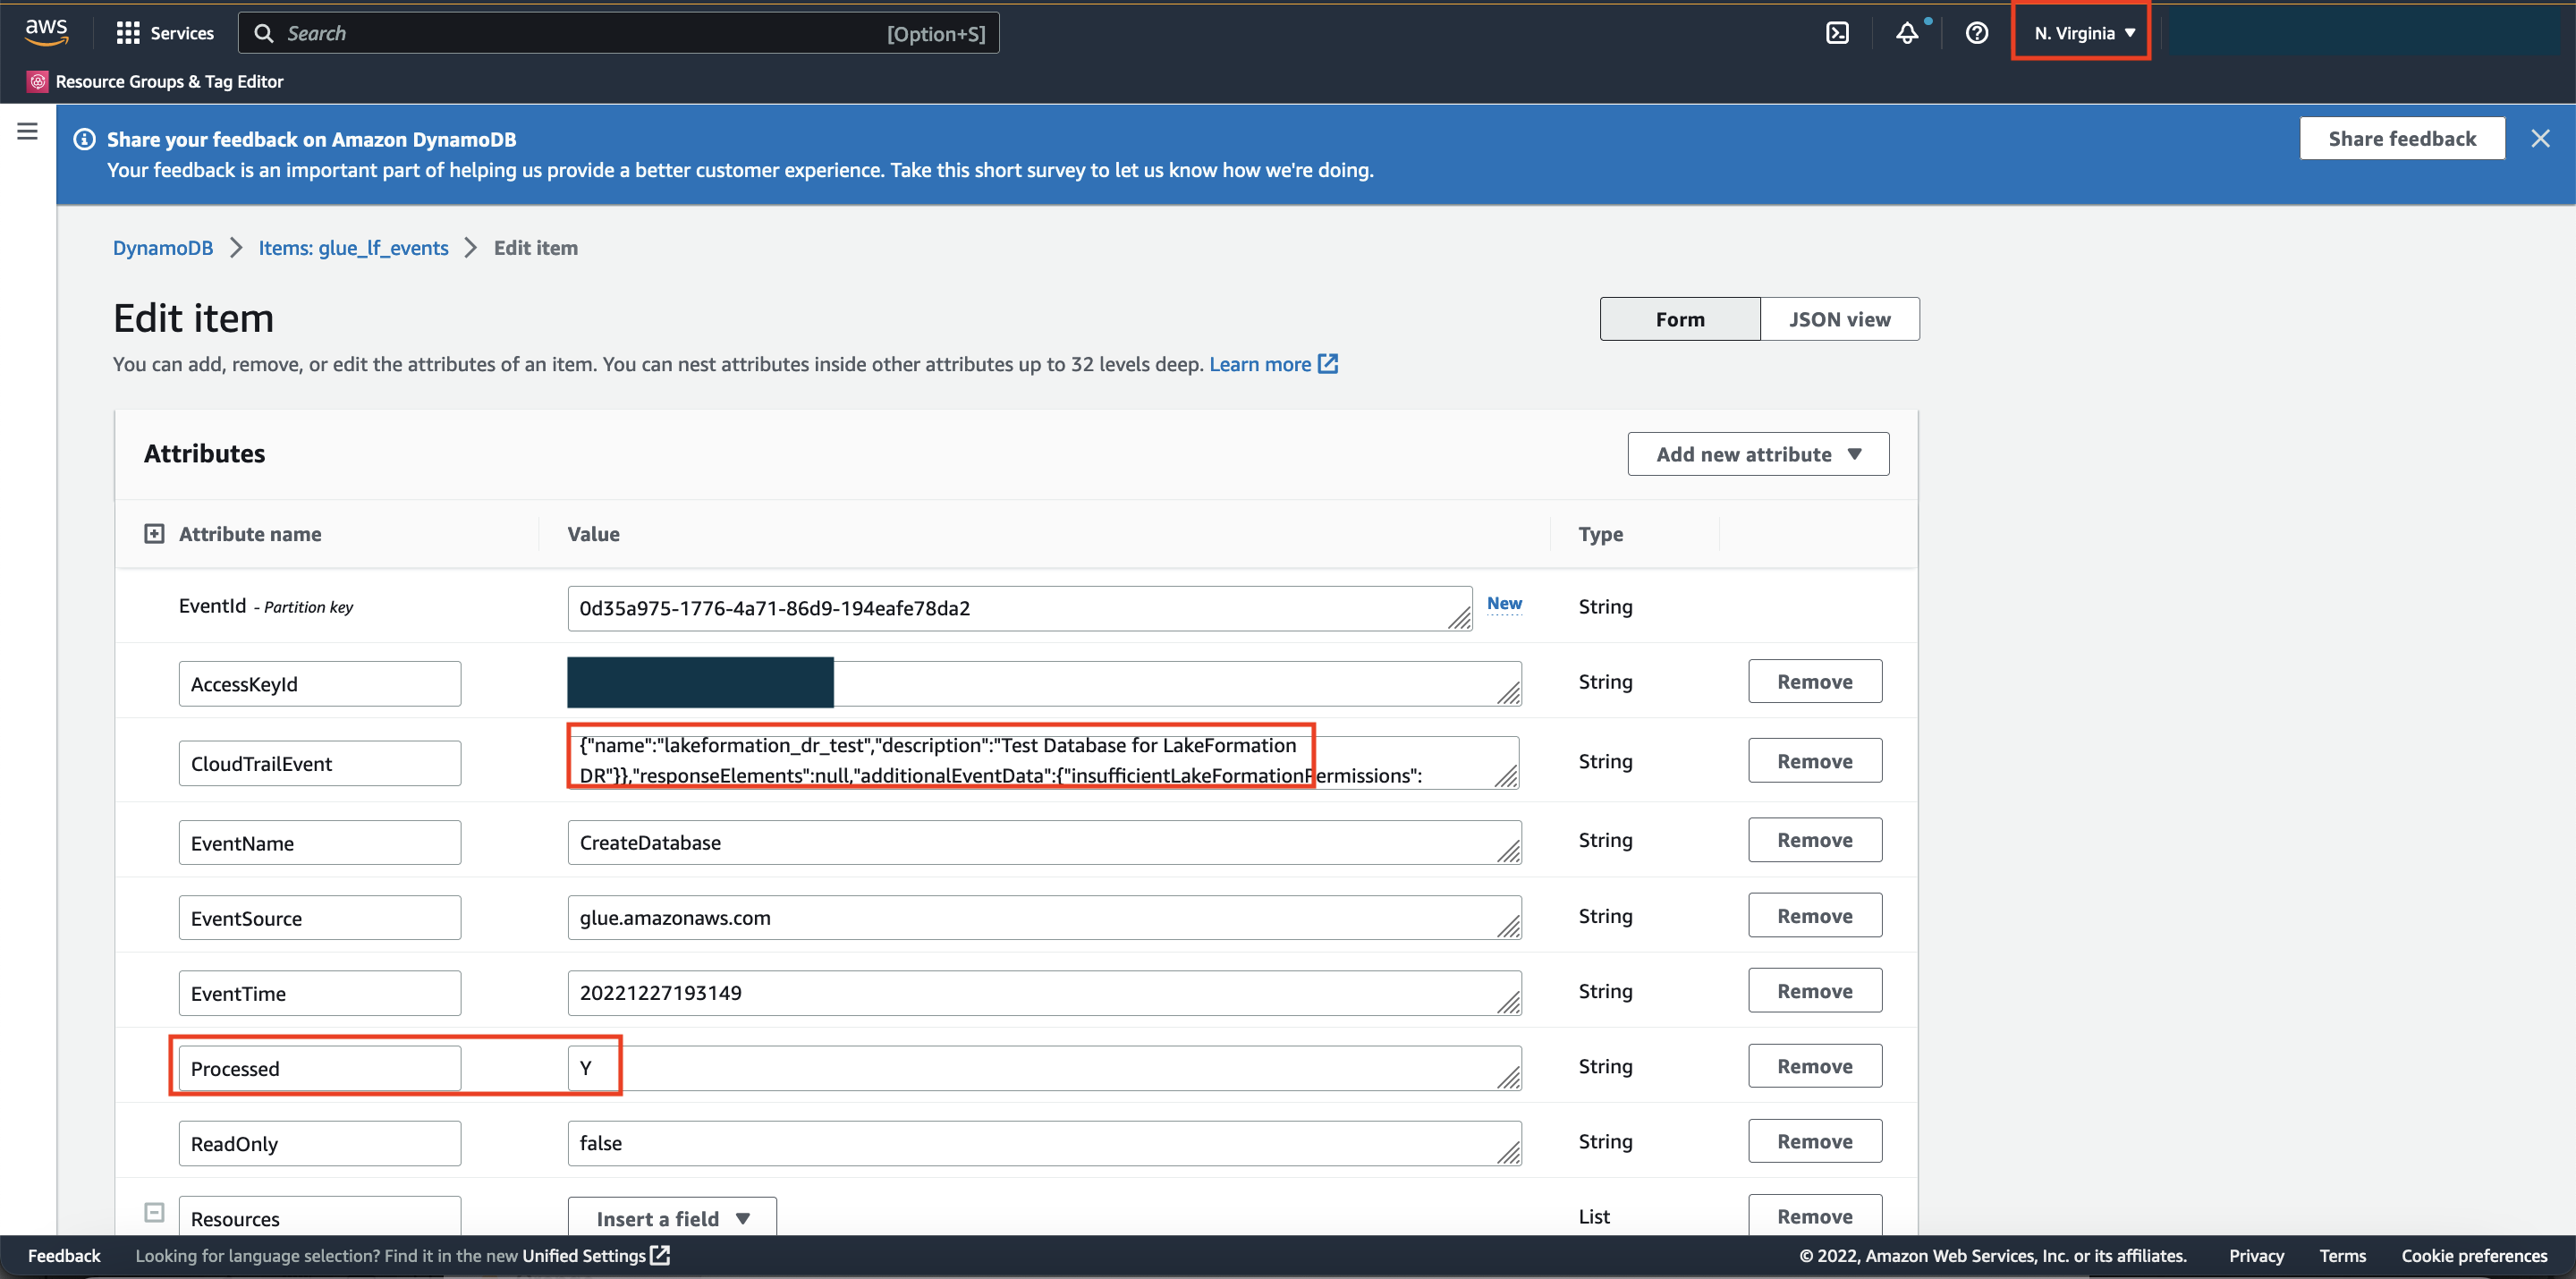 aws
Services
Search
[Option+S]
N. Virginia
Resource Groups & Tag Editor
Share your feedback on Amazon DynamoDB
Your feedback is an important part of helping us provide a better customer experience. Take this short survey to let us know how we're doing.
Share feedback
DynamoDB
Items: glue_lf_events
Edit item
Edit item
Form
JSON view
You can add, remove, or edit the attributes of an item. You can nest attributes inside other attributes up to 32 levels deep. Learn more
Attributes
Add new attribute
Attribute name
Value
Type
EventId - Partition key
0d35a975-1776-4a71-86d9-194eafe78da2
New
String
AccessKeyId
String
Remove
CloudTrailEvent
{"name":"lakeformation_dr_test","description":"Test Database for LakeFormation
DR"}},"responseElements":null,"additionalEventData":{"insufficientLakeFormationPermissions":
String
Remove
EventName
CreateDatabase
String
Remove
EventSource
glue.amazonaws.com
String
Remove
EventTime
20221227193149
String
Remove
Processed
Y
String
Remove
ReadOnly
false
String
Remove
Resources
Insert a field
List
Remove
Feedback
Looking for language selection? Find it in the new Unified Settings
© 2022, Amazon Web Services, Inc. or its affiliates.
Privacy
Terms
Cookie preferences